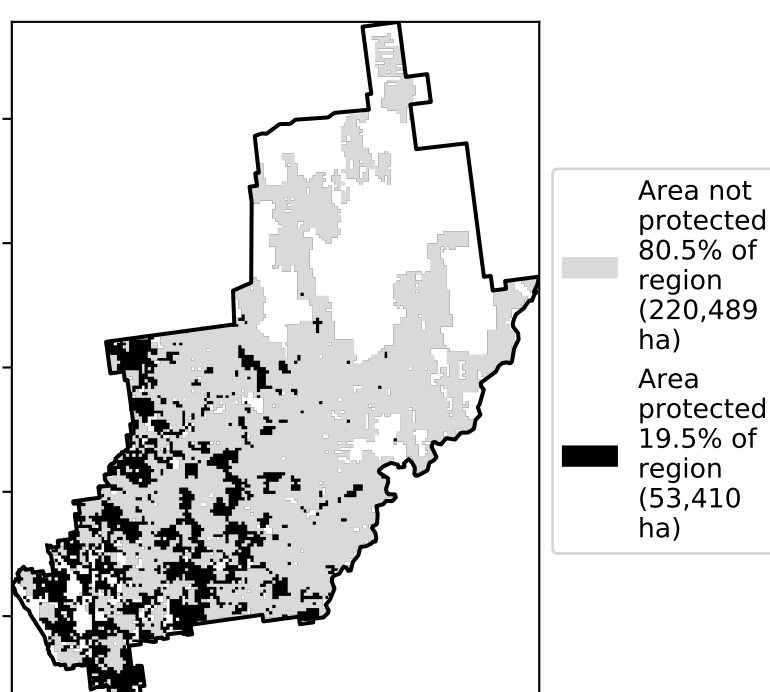 Area not
protected
80.5% of
region
(220,489
ha)
Area
protected
19.5% of
region
(53,410
ha)